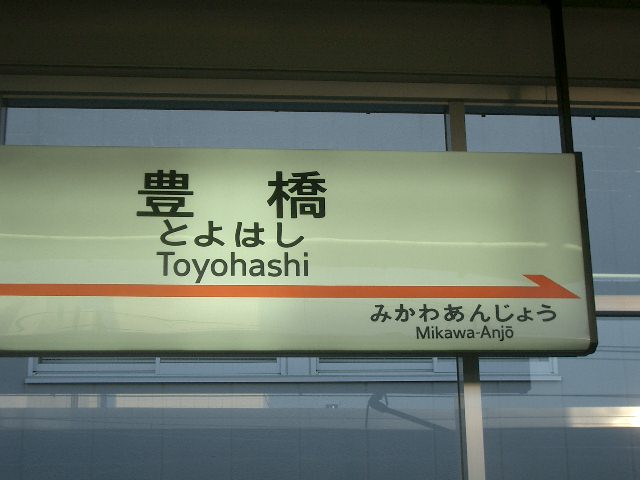 豊橋
とよはし
Toyohashi
みかわあんじょう
Mikawa-Anjō